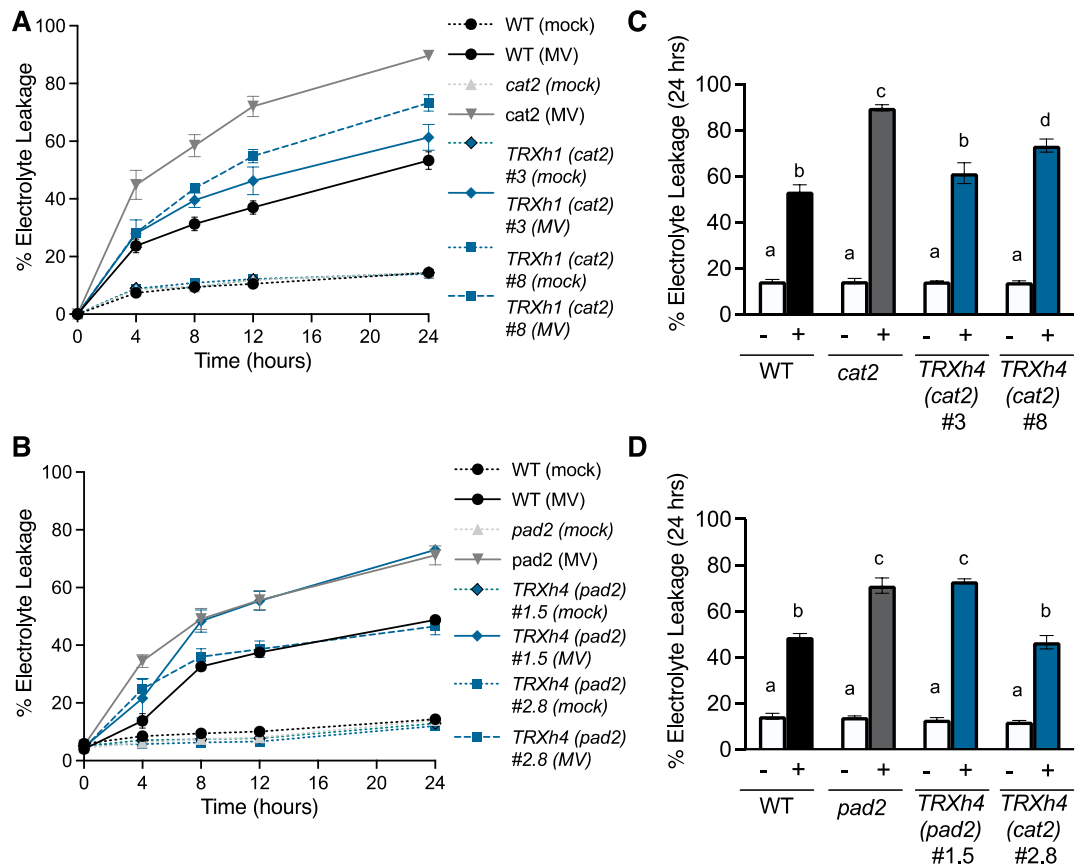 A
% Electrolyte Leakage
100
80
60
40
20
0
0
4
8
12
16
20
24
Time (hours)
WT (mock)
WT (MV)
cat2 (mock)
cat2 (MV)
TRXh1 (cat2)
#3 (mock)
TRXh1 (cat2)
#3 (MV)
TRXh1 (cat2)
#8 (mock)
TRXh1 (cat2)
#8 (MV)
C
% Electrolyte Leakage (24 hrs)
100
80
60
40
20
0
a
b
a
c
a
b
a
d
- + - + - + - +
WT
cat2
TRXh4
(cat2)
#3
TRXh4
(cat2)
#8
B
% Electrolyte Leakage
100
80
60
40
20
0
0
4
8
12
16
20
24
Time (hours)
WT (mock)
WT (MV)
pad2 (mock)
pad2 (MV)
TRXh4 (pad2)
#1.5 (mock)
TRXh4 (pad2)
#1.5 (MV)
TRXh4 (pad2)
#2.8 (mock)
TRXh4 (pad2)
#2.8 (MV)
D
% Electrolyte Leakage (24 hrs)
100
80
60
40
20
0
a
b
a
c
a
c
a
b
- + - + - + - +
WT
pad2
TRXh4
(pad2)
#1.5
TRXh4
(cat2)
#2.8